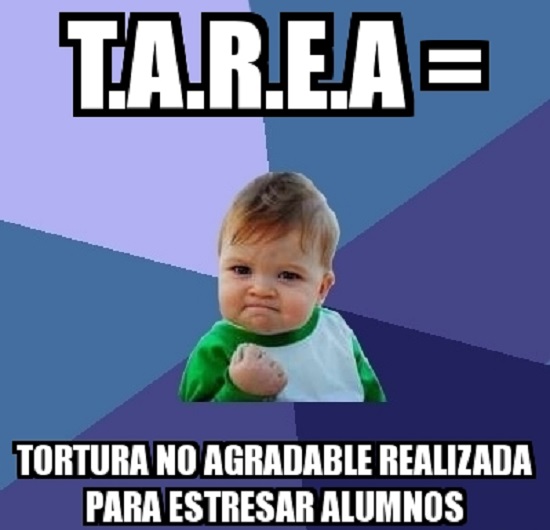 T.A.R.E.A =
TORTURA NO AGRADABLE REALIZADA
PARA ESTRESAR ALUMNOS